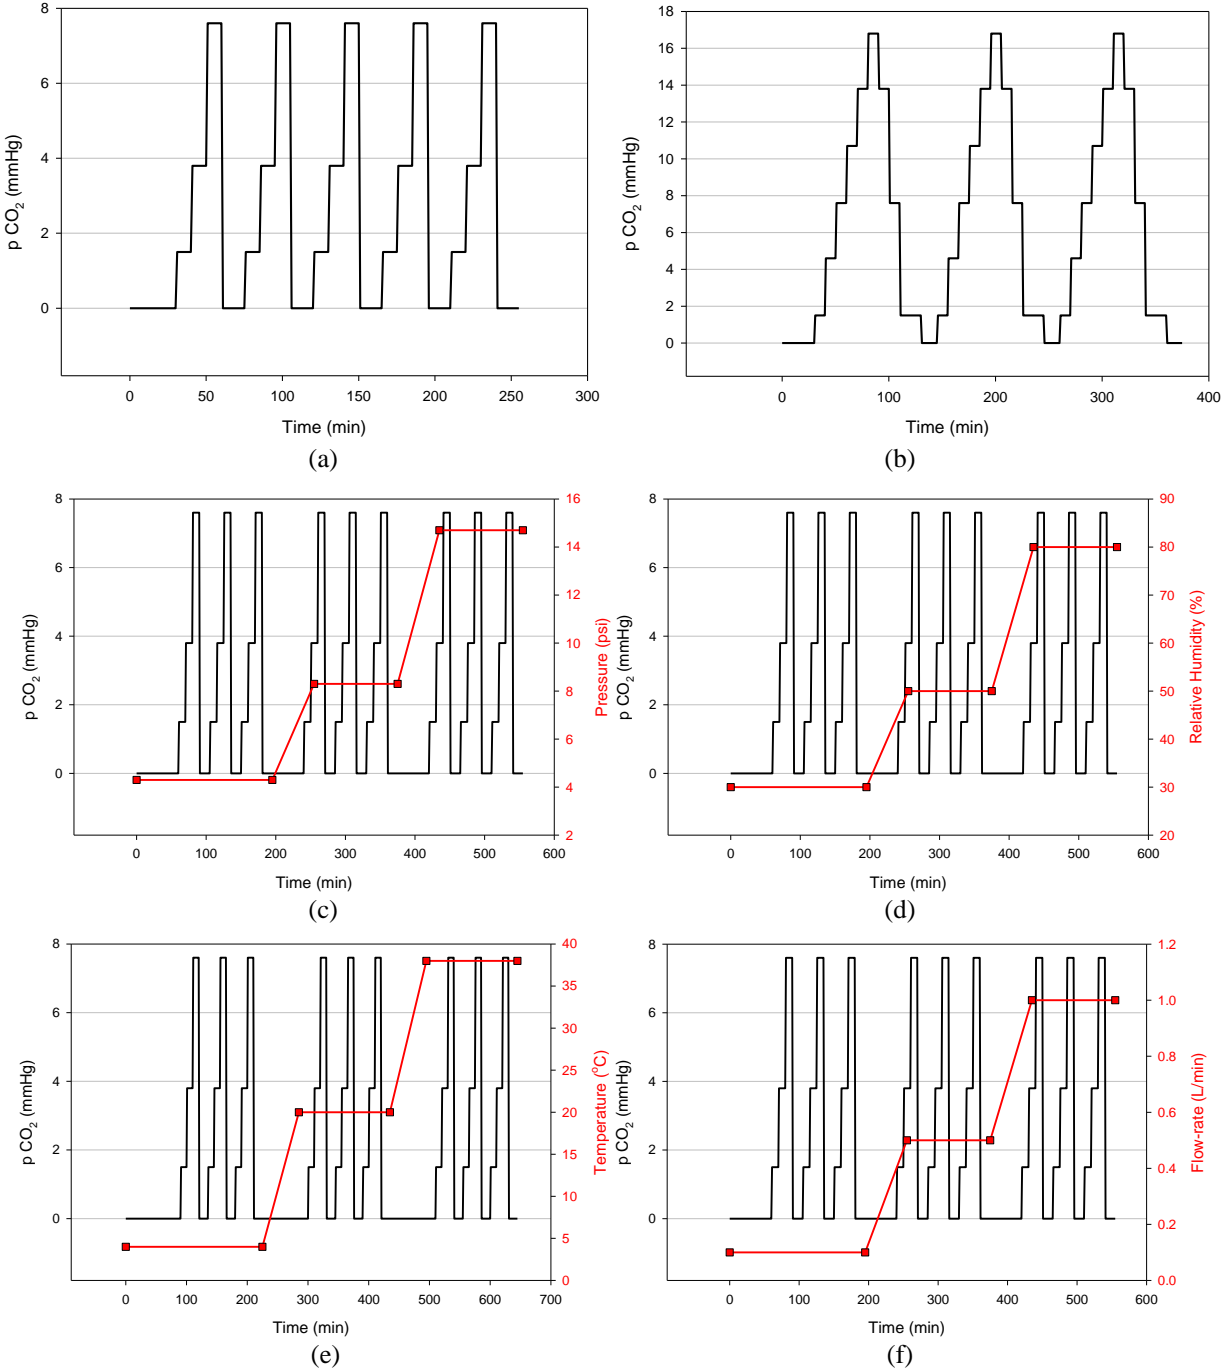 8
6
4
2
0
p CO2 (mmHg)
0 50 100 150 200 250 300
Time (min)
(a)
18
16
14
12
10
8
6
4
2
0
p CO2 (mmHg)
0 100 200 300 400
Time (min)
(b)
8
6
4
2
0
p CO2 (mmHg)
16
14
12
10
8
6
4
2
Pressure (psi)
0 100 200 300 400 500 600
Time (min)
(c)
8
6
4
2
0
p CO2 (mmHg)
90
80
70
60
50
40
30
20
Relative Humidity (%)
0 100 200 300 400 500 600
Time (min)
(d)
8
6
4
2
0
p CO2 (mmHg)
40
38
30
20
16
10
5
0
Temperature (°C)
0 100 200 300 400 500 600 700
Time (min)
(e)
8
6
4
2
0
p CO2 (mmHg)
1.2
1.0
0.8
0.6
0.4
0.2
0.0
Flow-rate (L/min)
0 100 200 300 400 500 600
Time (min)
(f)